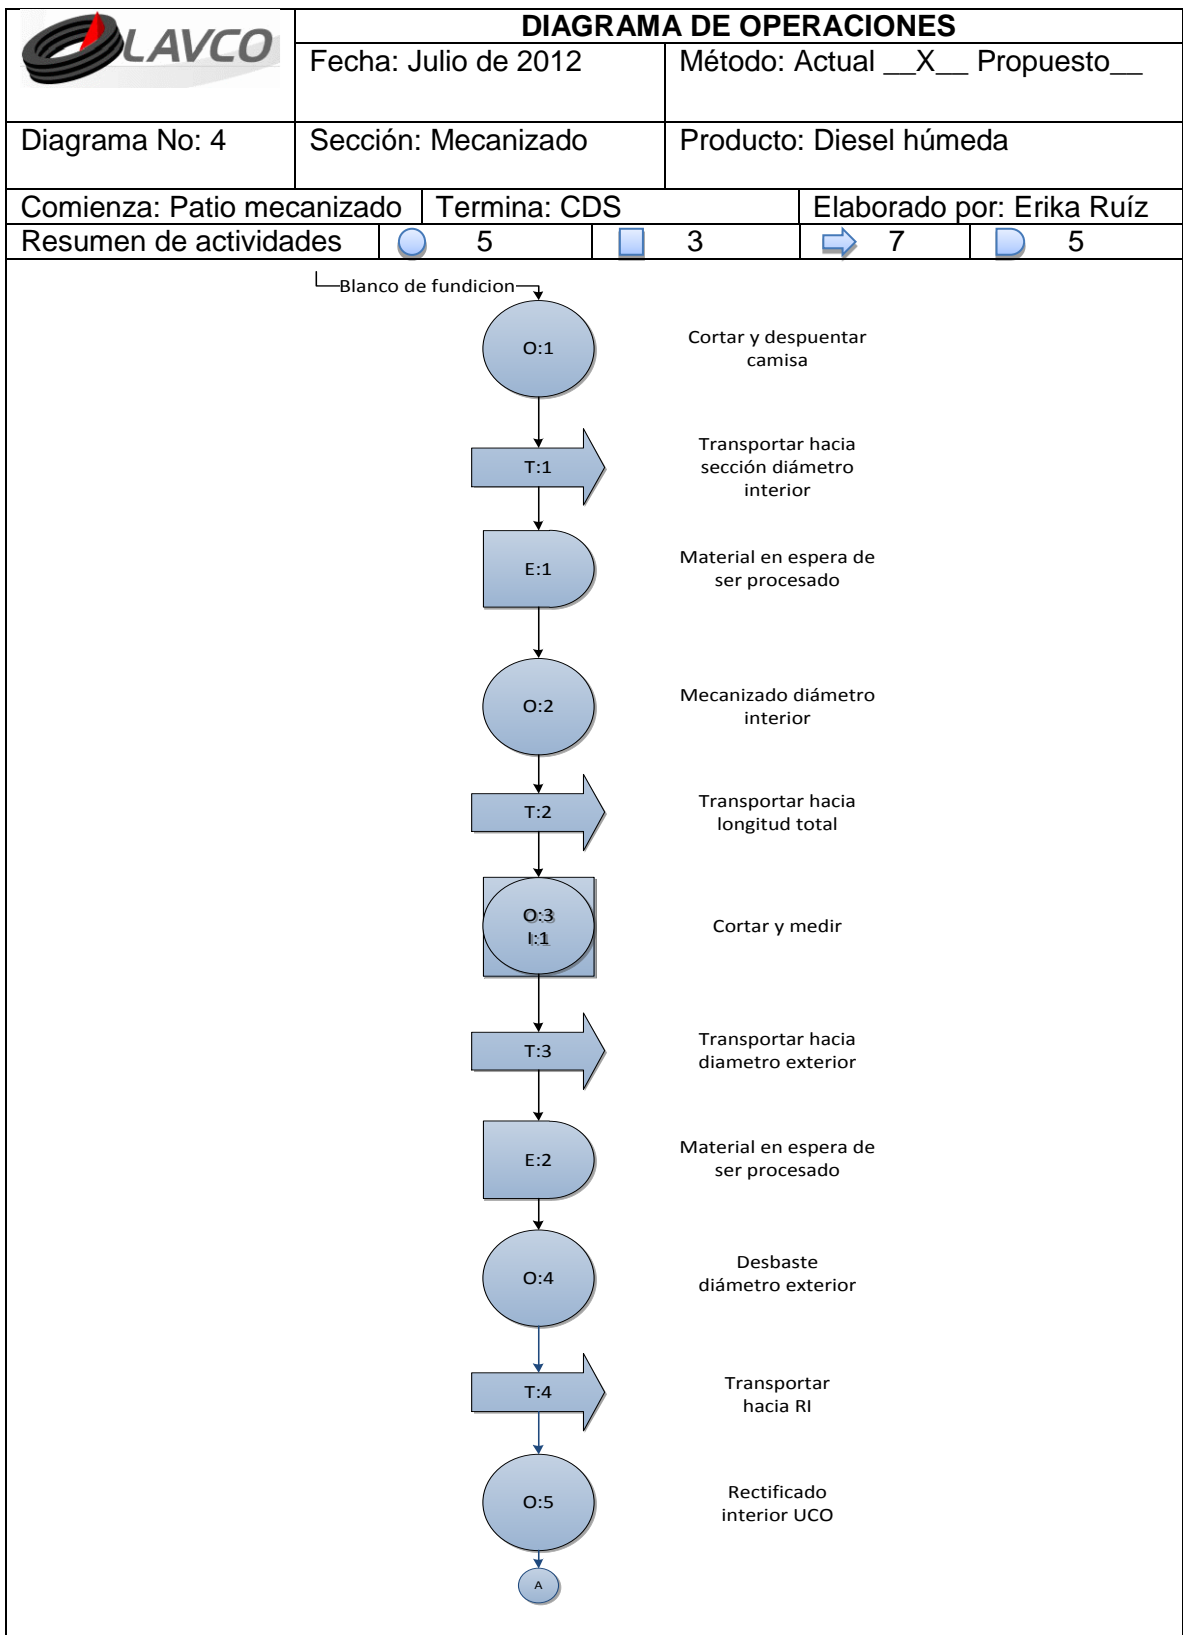 LAVCO
DIAGRAMA DE OPERACIONES
Fecha: Julio de 2012
Método: Actual __X__ Propuesto__
Diagrama No: 4
Sección: Mecanizado
Producto: Diesel húmeda
Comienza: Patio mecanizado
Termina: CDS
Elaborado por: Erika Ruíz
Resumen de actividades
5
3
7
5
Blanco de fundicion
O:1
Cortar y despuentar
camisa
T:1
Transportar hacia
sección diámetro
interior
E:1
Material en espera de
ser procesado
O:2
Mecanizado diámetro
interior
T:2
Transportar hacia
longitud total
O:3
I:1
Cortar y medir
T:3
Transportar hacia
diametro exterior
E:2
Material en espera de
ser procesado
O:4
Desbaste
diámetro exterior
T:4
Transportar
hacia RI
O:5
Rectificado
interior UCO
A